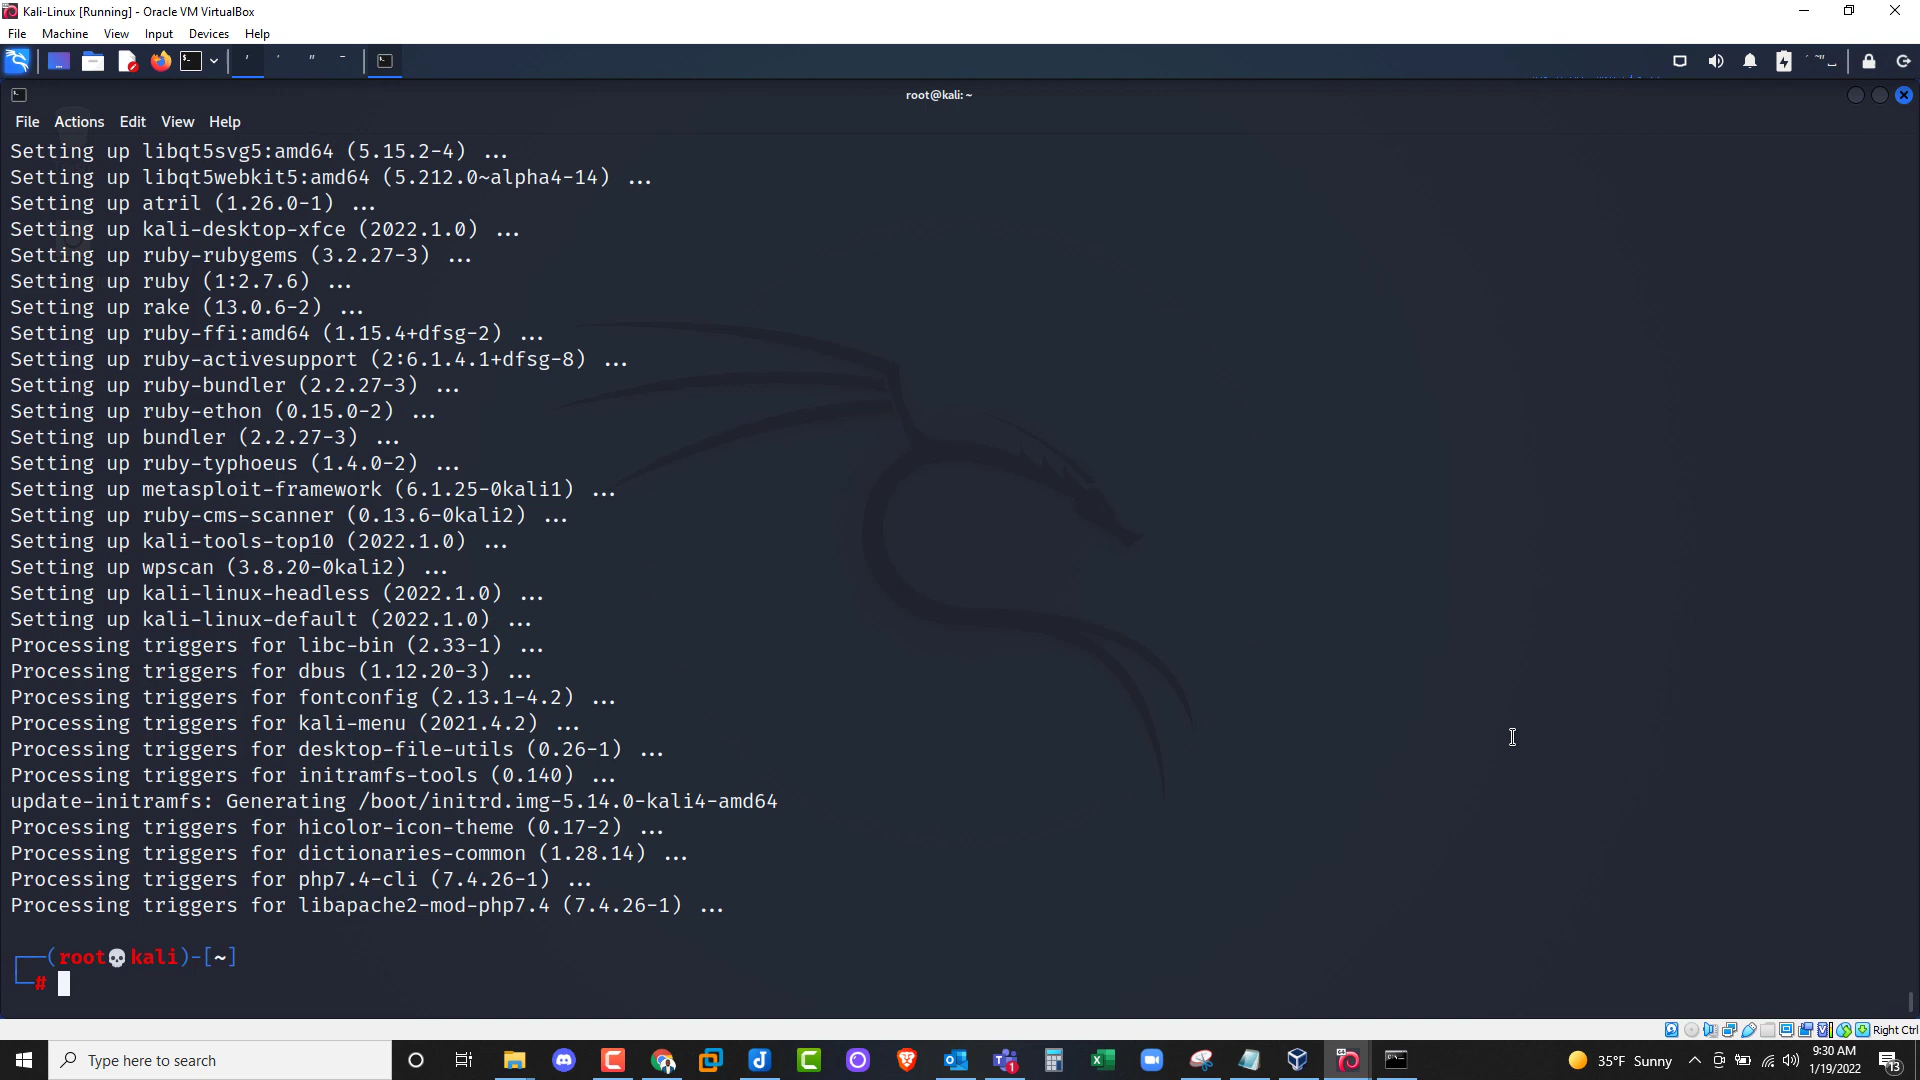 Kali-Linux [Running] - Oracle VM VirtualBox
File Machine View Input Devices Help
root@kali: ~
File Actions Edit View Help
Setting up libqt5svg5:amd64 (5.15.2-4) ...
Setting up libqt5webkit5:amd64 (5.212.0~alpha4-14) ...
Setting up atril (1.26.0-1) ...
Setting up kali-desktop-xfce (2022.1.0) ...
Setting up ruby-rubygems (3.2.27-3) ...
Setting up ruby (1:2.7.6) ...
Setting up rake (13.0.6-2) ...
Setting up ruby-ffi:amd64 (1.15.4+dfsg-2) ...
Setting up ruby-activesupport (2:6.1.4.1+dfsg-8) ...
Setting up ruby-bundler (2.2.27-3) ...
Setting up ruby-ethon (0.15.0-2) ...
Setting up bundler (2.2.27-3) ...
Setting up ruby-typhoeus (1.4.0-2) ...
Setting up metasploit-framework (6.1.25-0kali1) ...
Setting up ruby-cms-scanner (0.13.6-0kali2) ...
Setting up kali-tools-top10 (2022.1.0) ...
Setting up wpscan (3.8.20-0kali2) ...
Setting up kali-linux-headless (2022.1.0) ...
Setting up kali-linux-default (2022.1.0) ...
Processing triggers for libc-bin (2.33-1) ...
Processing triggers for dbus (1.12.20-3) ...
Processing triggers for fontconfig (2.13.1-4.2) ...
Processing triggers for kali-menu (2021.4.2) ...
Processing triggers for desktop-file-utils (0.26-1) ...
Processing triggers for initramfs-tools (0.140) ...
update-initramfs: Generating /boot/initrd.img-5.14.0-kali4-amd64
Processing triggers for hicolor-icon-theme (0.17-2) ...
Processing triggers for dictionaries-common (1.28.14) ...
Processing triggers for php7.4-cli (7.4.26-1) ...
Processing triggers for libapache2-mod-php7.4 (7.4.26-1) ...
┌──(root💀kali)-[~]
└─#
Right Ctrl
Type here to search
35°F Sunny
9:30 AM
1/19/2022
13